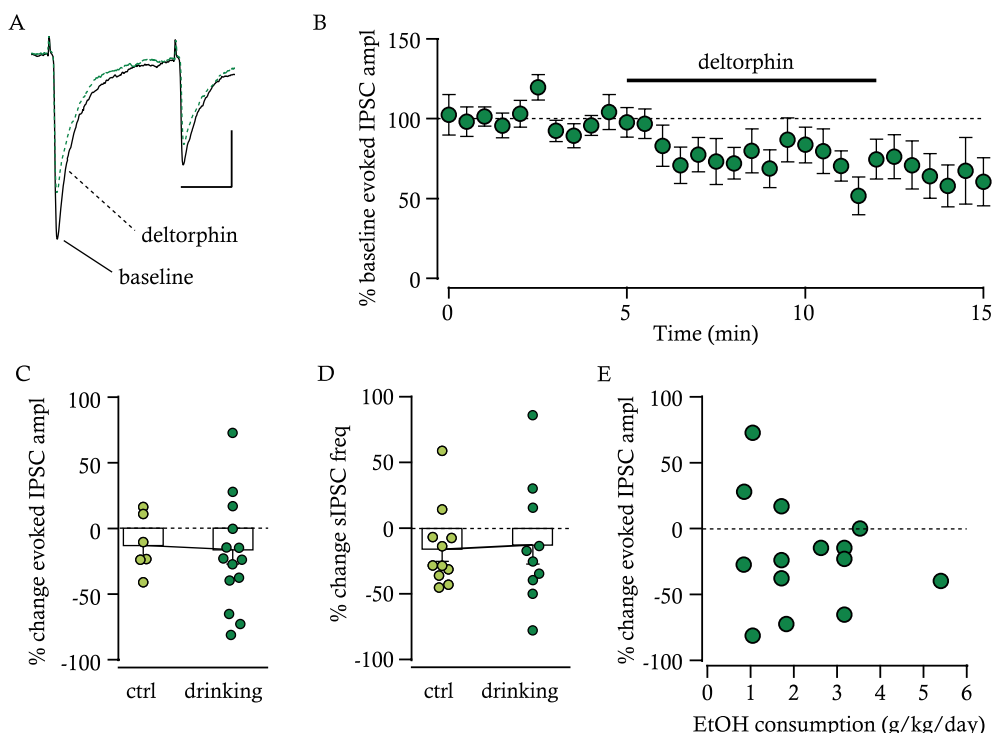 A
deltorphin
baseline
B
% baseline evoked IPSC ampl
150
100
50
0
deltorphin
0 5 10 15
Time (min)
C
% change evoked IPSC ampl
100
50
0
-50
-100
ctrl drinking
D
% change sIPSC freq
100
50
0
-50
-100
ctrl drinking
E
% change evoked IPSC ampl
100
50
0
-50
-100
0 1 2 3 4 5 6
EtOH consumption (g/kg/day)